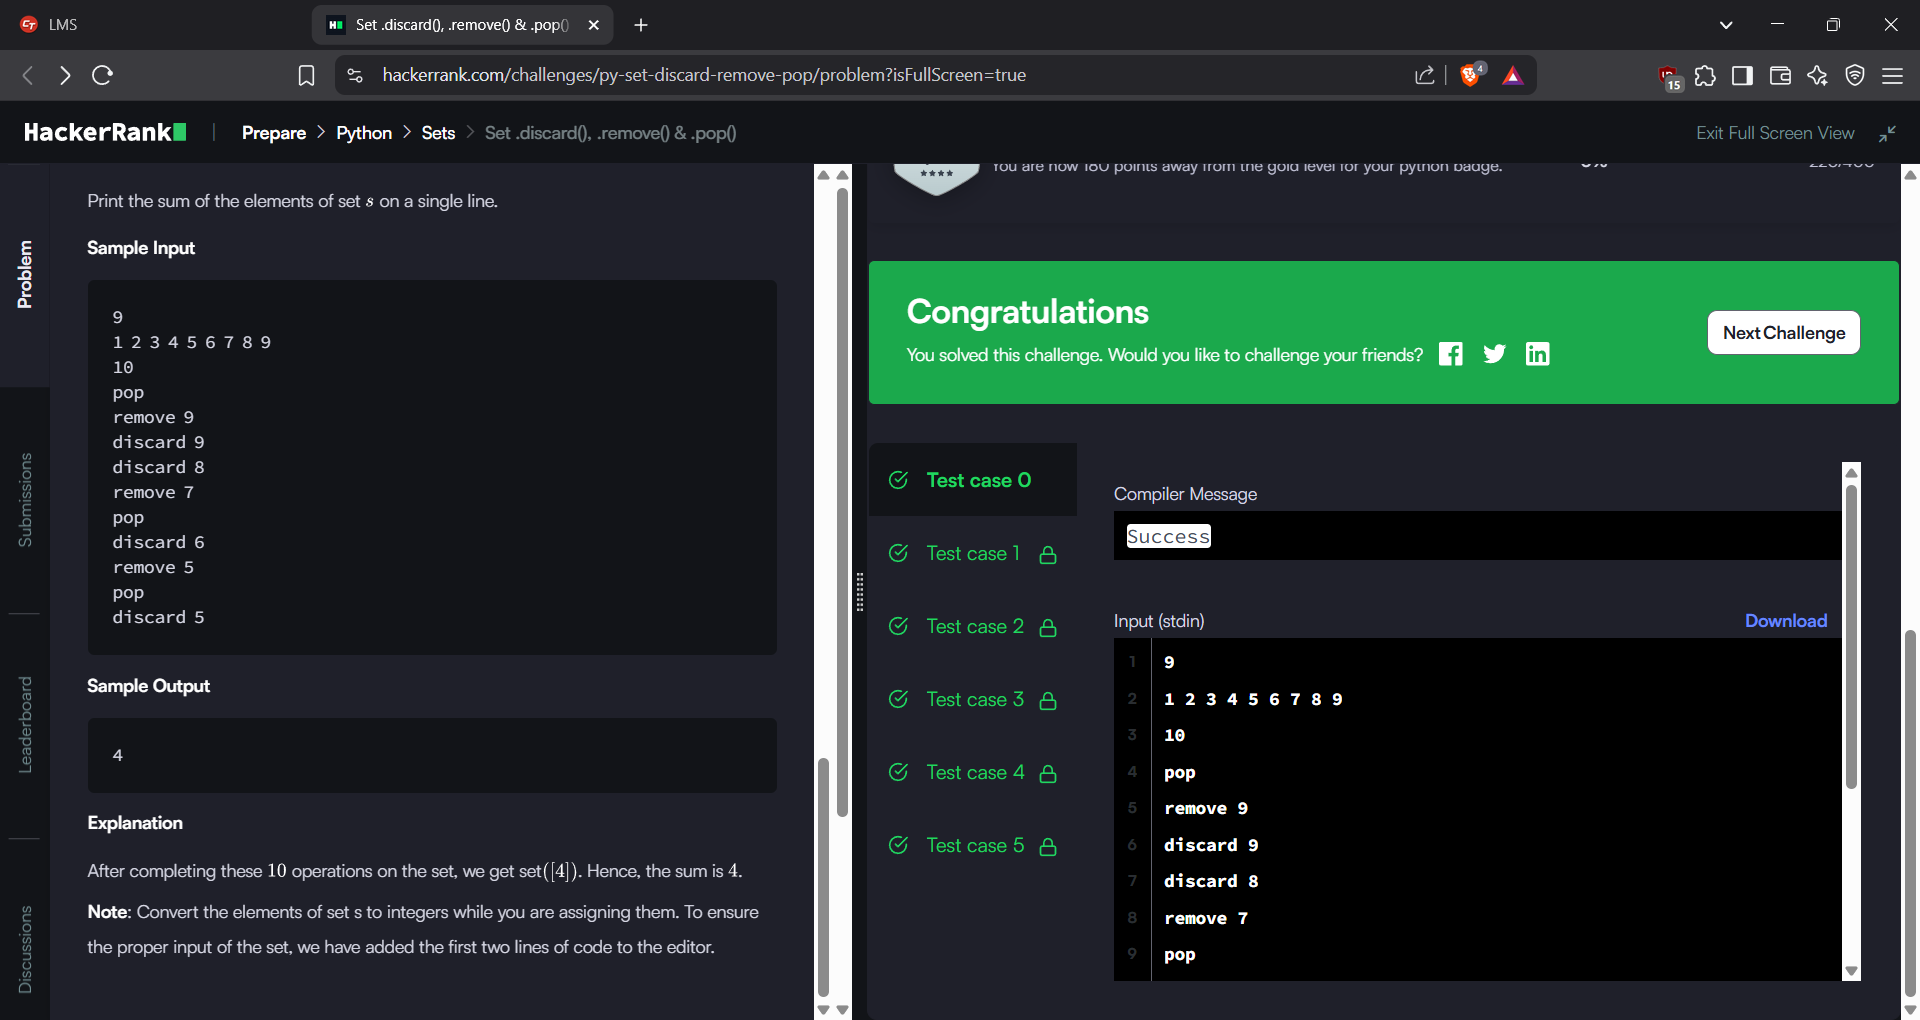 LMS
Set .discard(), .remove() & .pop()
hackerrank.com/challenges/py-set-discard-remove-pop/problem?isFullScreen=true
4
15
HackerRank
Prepare > Python > Sets > Set .discard(), .remove() & .pop()
Exit Full Screen View
Problem
Submissions
Leaderboard
Discussions
Print the sum of the elements of set s on a single line.
Sample Input
9
1 2 3 4 5 6 7 8 9
10
pop
remove 9
discard 9
discard 8
remove 7
pop
discard 6
remove 5
pop
discard 5
Sample Output
4
Explanation
After completing these 10 operations on the set, we get set([4]). Hence, the sum is 4.
Note: Convert the elements of set s to integers while you are assigning them. To ensure
the proper input of the set, we have added the first two lines of code to the editor.
You are now 180 points away from the gold level for your python badge.
Congratulations
You solved this challenge. Would you like to challenge your friends?
Next Challenge
Test case 0
Test case 1
Test case 2
Test case 3
Test case 4
Test case 5
Compiler Message
Success
Input (stdin)
Download
1 9
2 1 2 3 4 5 6 7 8 9
3 10
4 pop
5 remove 9
6 discard 9
7 discard 8
8 remove 7
9 pop